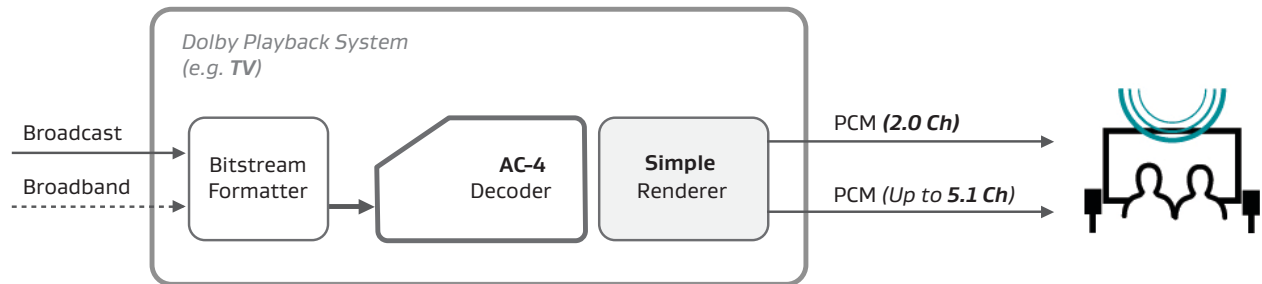 Dolby Playback System
(e.g. TV)
Broadcast
Broadband
Bitstream
Formatter
AC-4
Decoder
Simple
Renderer
PCM (2.0 Ch)
PCM (Up to 5.1 Ch)